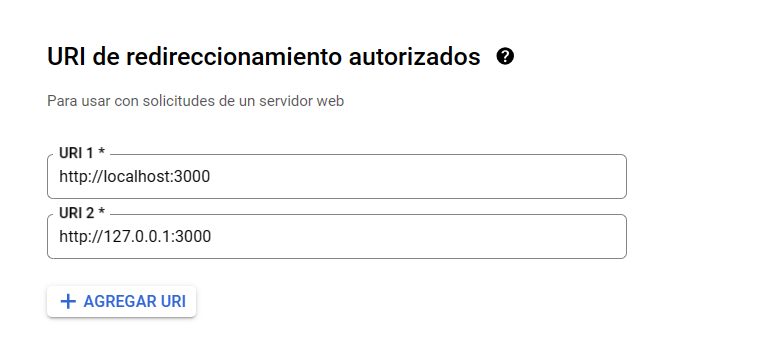 URI de redireccionamiento autorizados ?
Para usar con solicitudes de un servidor web
URI 1 *
http://localhost:3000
URI 2 *
http://127.0.0.1:3000
+ AGREGAR URI